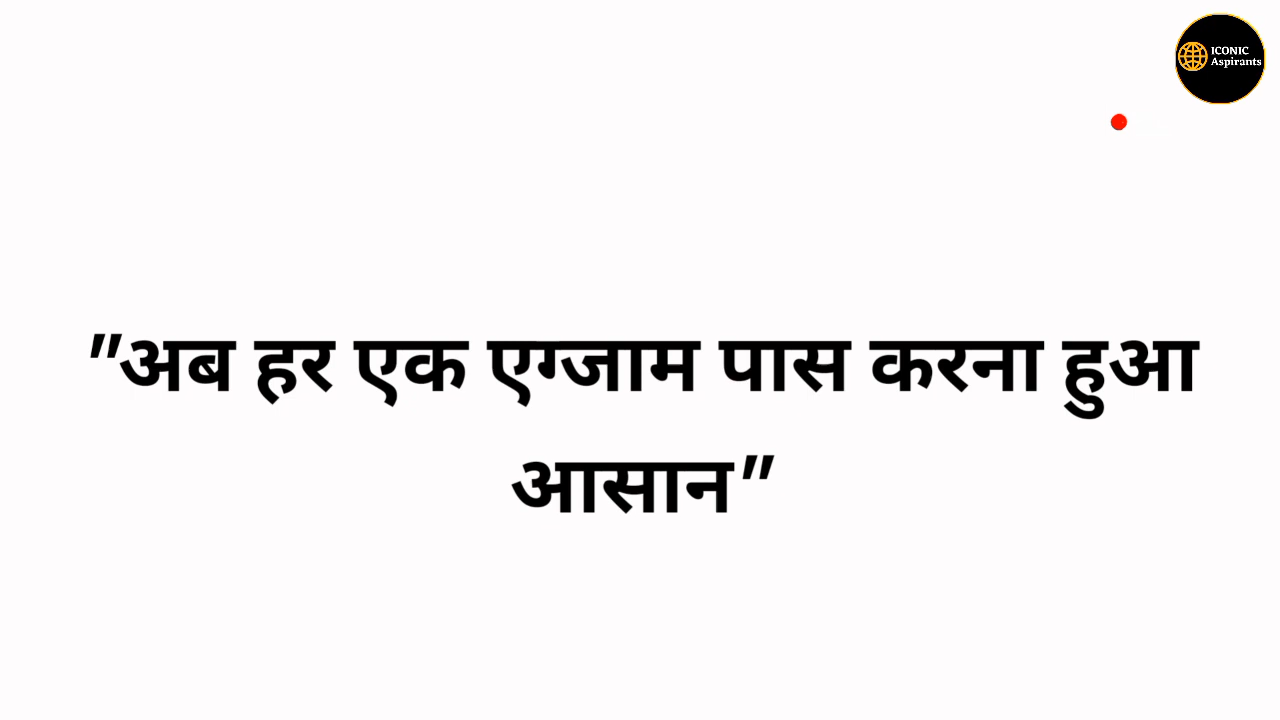 ICONIC
Aspirants
"अब हर एक एग्जाम पास करना हुआ
आसान"